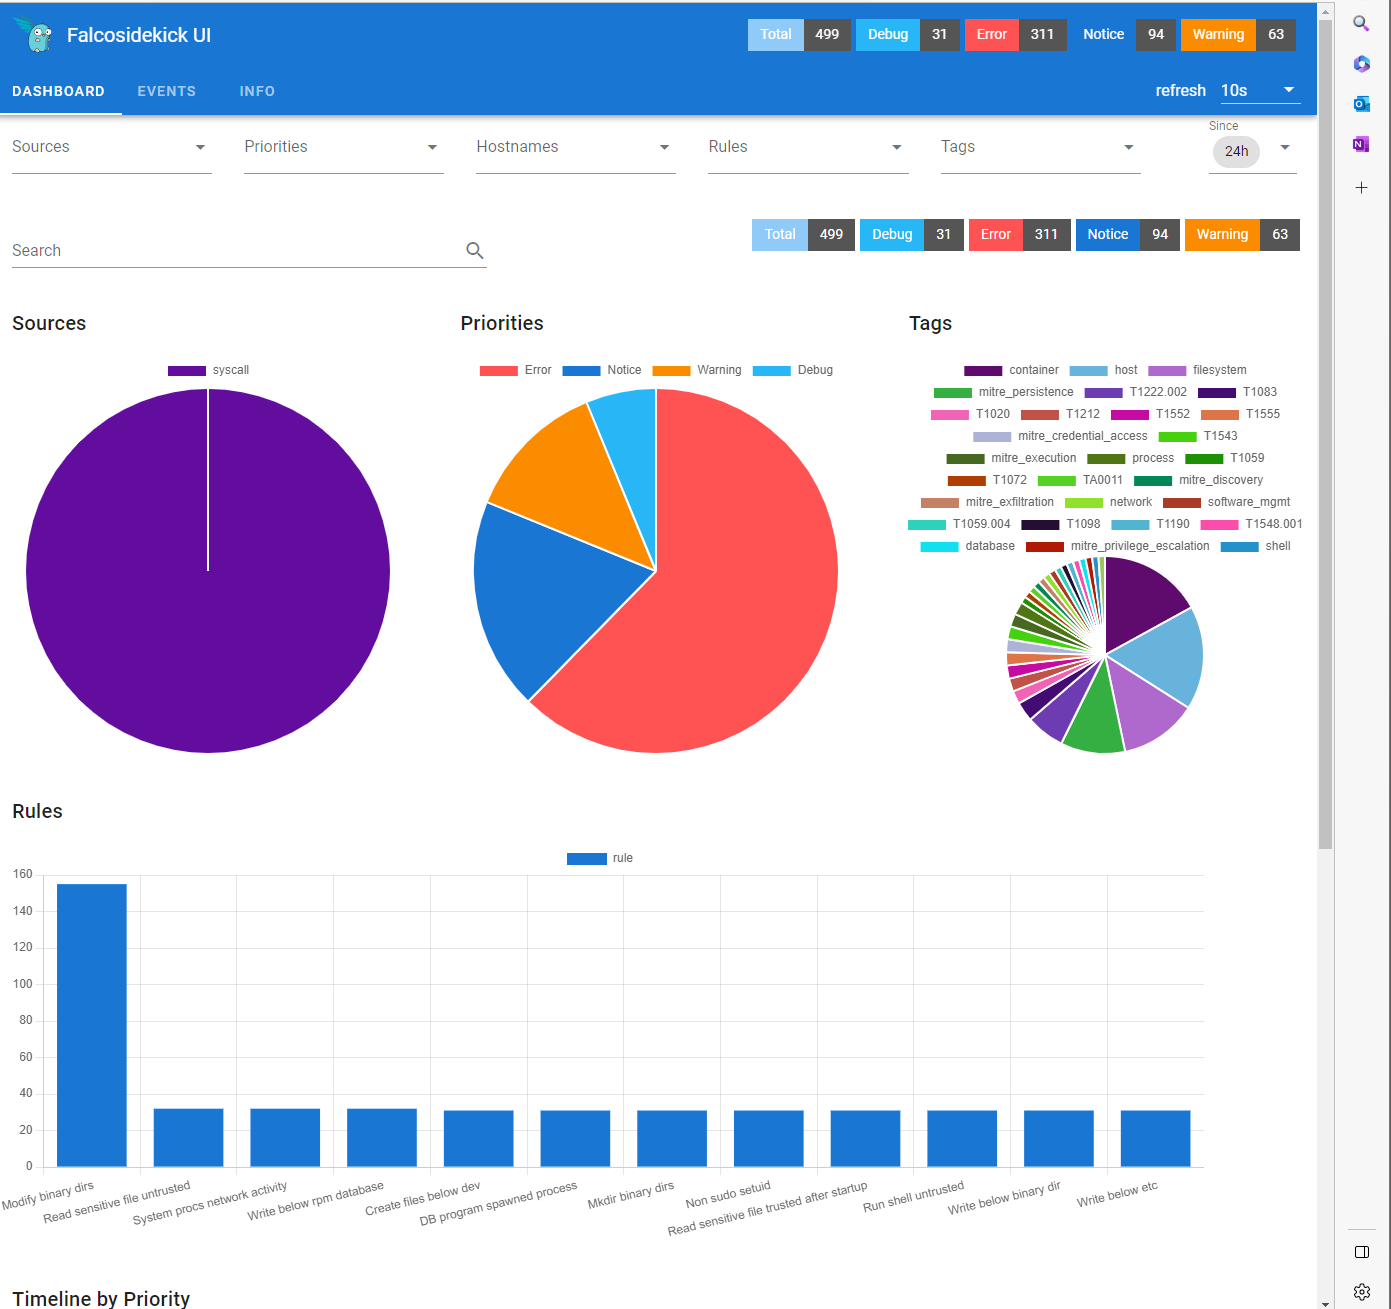 Falcosidekick UI
Total 499 Debug 31 Error 311 Notice 94 Warning 63
DASHBOARD EVENTS INFO
refresh 10s
Since
Sources Priorities Hostnames Rules Tags 24h
Search
Total 499 Debug 31 Error 311 Notice 94 Warning 63
Sources Priorities Tags
syscall
Error Notice Warning Debug
container host filesystem
mitre_persistence T1222.002 T1083
T1020 T1212 T1552 T1555
mitre_credential_access T1543
mitre_execution process T1059
T1072 TA0011 mitre_discovery
mitre_exfiltration network software_mgmt
T1059.004 T1098 T1190 T1548.001
database mitre_privilege_escalation shell
Rules
rule
160
140
120
100
80
60
40
20
0
Modify binary dirs
Read sensitive file untrusted
System procs network activity
Write below rpm database
Create files below dev
DB program spawned process
Mkdir binary dirs
Non sudo setuid
Read sensitive file trusted after startup
Run shell untrusted
Write below binary dir
Write below etc
Timeline by Priority